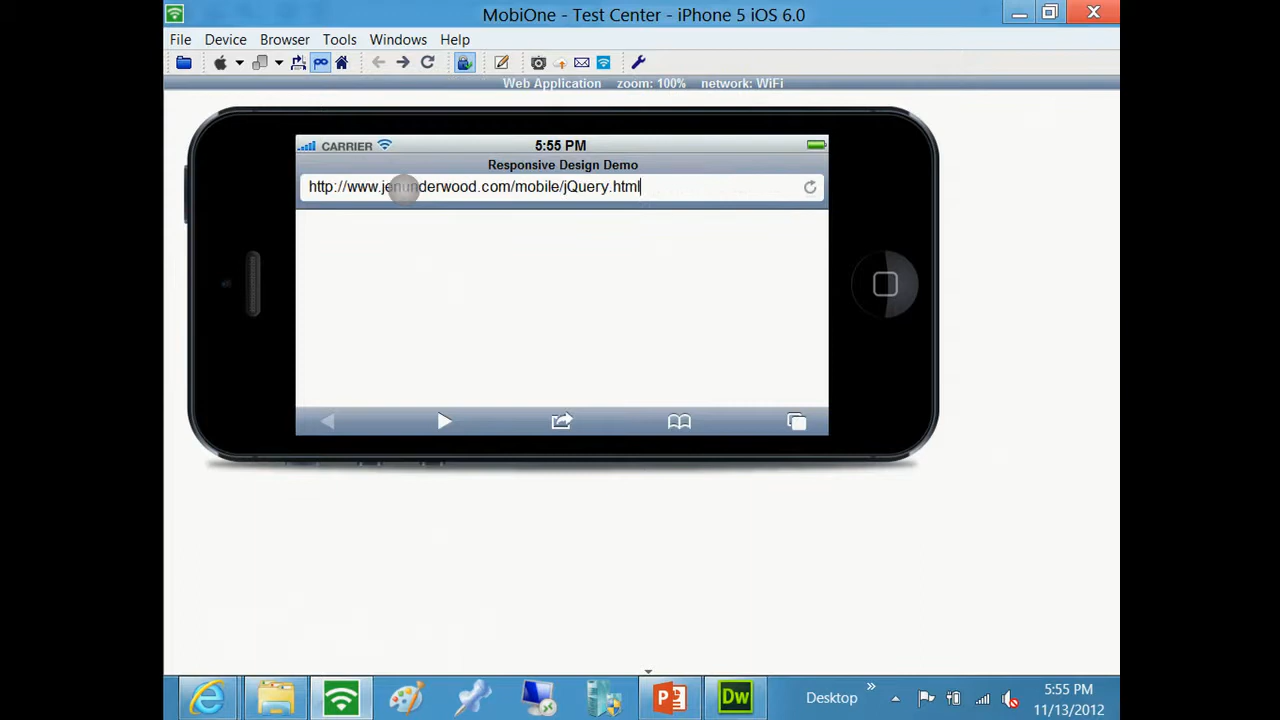 MobiOne - Test Center - iPhone 5 iOS 6.0
File Device Browser Tools Windows Help
Web Application zoom: 100% network: WiFi
CARRIER 5:55 PM
Responsive Design Demo
http://www.jenunderwood.com/mobile/jQuery.html
Dw
Desktop
5:55 PM
11/13/2012